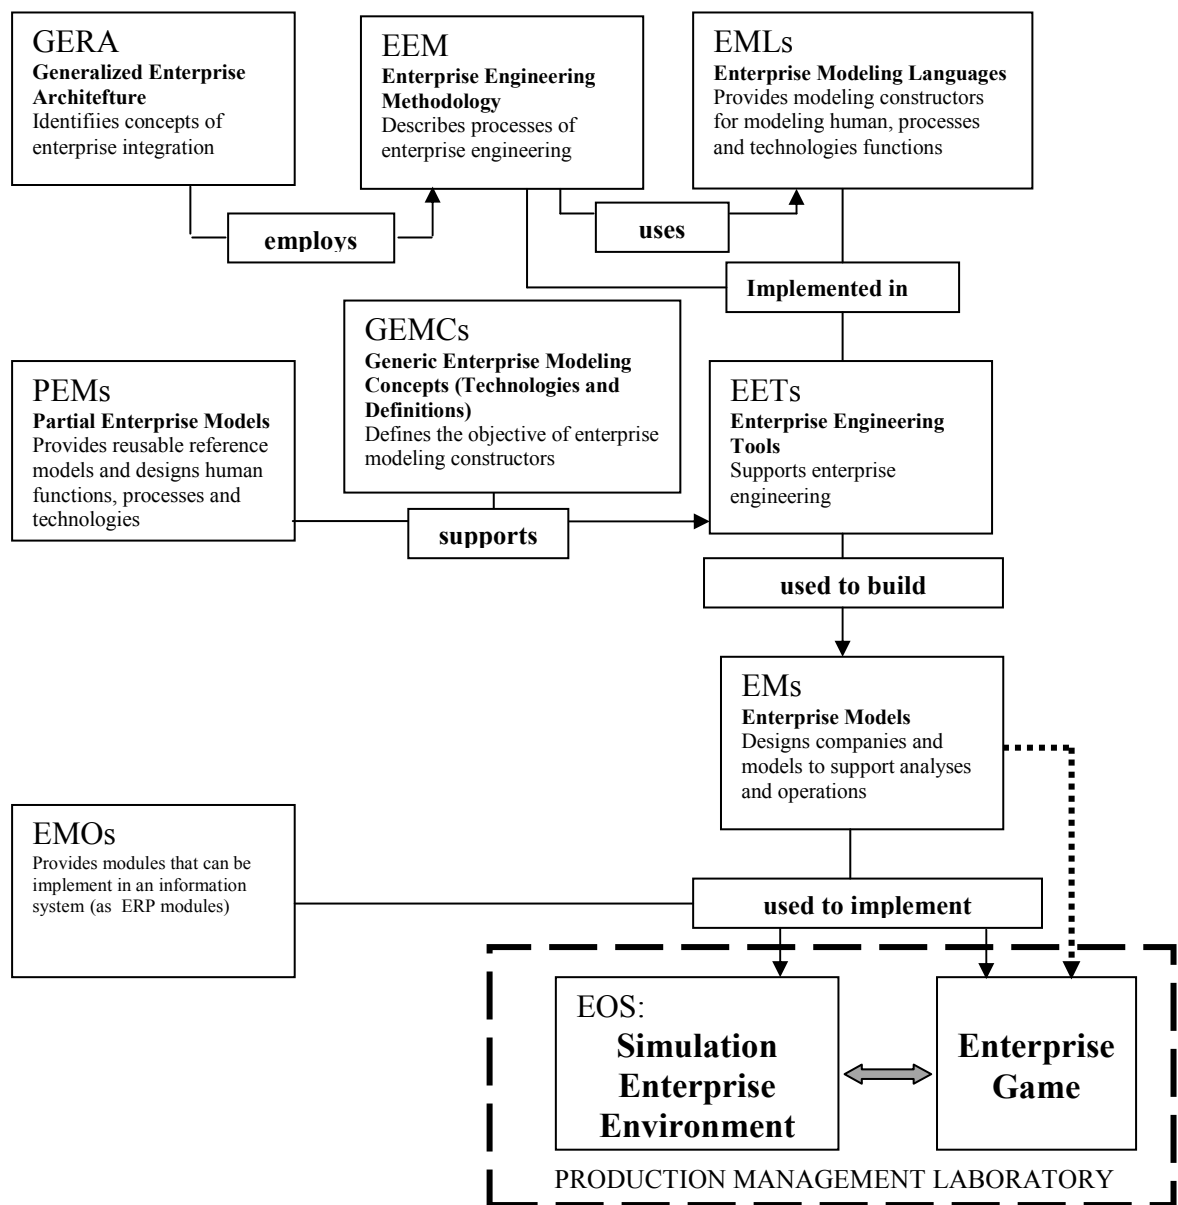 GERA
Generalized Enterprise
Architefture
Identifiies concepts of
enterprise integration
EEM
Enterprise Engineering
Methodology
Describes processes of
enterprise engineering
EMLs
Enterprise Modeling Languages
Provides modeling constructors
for modeling human, processes
and technologies functions
employs
uses
Implemented in
GEMCs
Generic Enterprise Modeling
Concepts (Technologies and
Definitions)
Defines the objective of enterprise
modeling constructors
PEMs
Partial Enterprise Models
Provides reusable reference
models and designs human
functions, processes and
technologies
EETs
Enterprise Engineering
Tools
Supports enterprise
engineering
supports
used to build
EMs
Enterprise Models
Designs companies and
models to support analyses
and operations
EMOs
Provides modules that can be
implement in an information
system (as ERP modules)
used to implement
EOS:
Simulation
Enterprise
Environment
Enterprise
Game
PRODUCTION MANAGEMENT LABORATORY